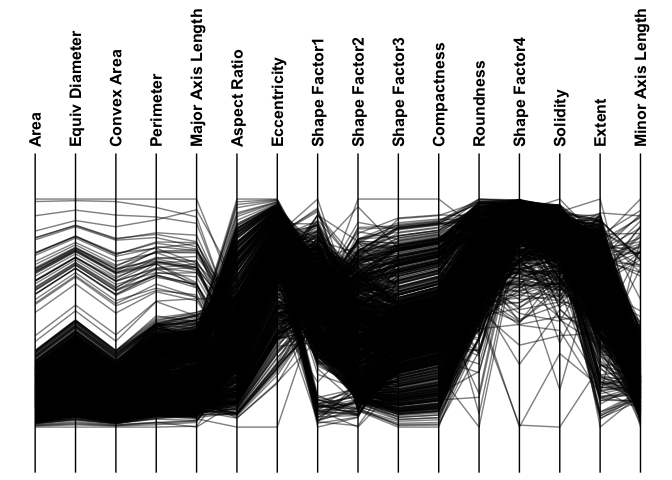 Area
Equiv Diameter
Convex Area
Perimeter
Major Axis Length
Aspect Ratio
Eccentricity
Shape Factor1
Shape Factor2
Shape Factor3
Compactness
Roundness
Shape Factor4
Solidity
Extent
Minor Axis Length